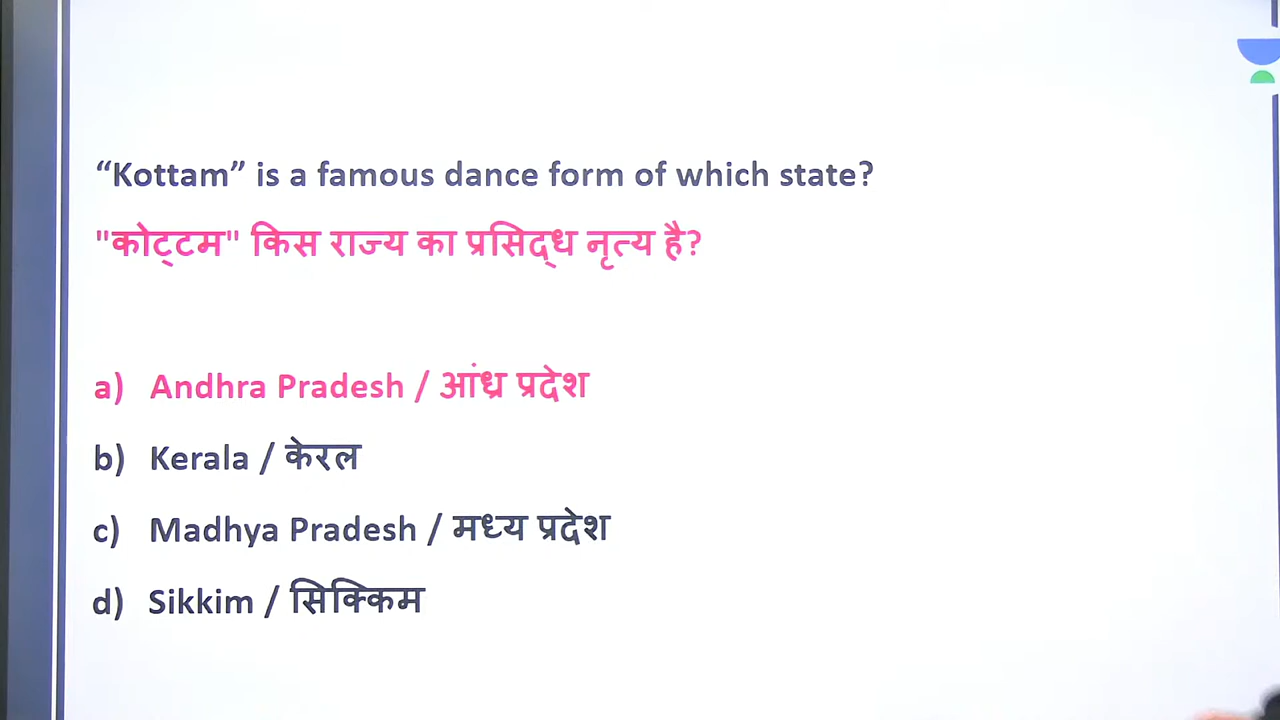 “Kottam” is a famous dance form of which state?
"कोट्टम" किस राज्य का प्रसिद्ध नृत्य है?
a) Andhra Pradesh / आंध्र प्रदेश
b) Kerala / केरल
c) Madhya Pradesh / मध्य प्रदेश
d) Sikkim / सिक्किम